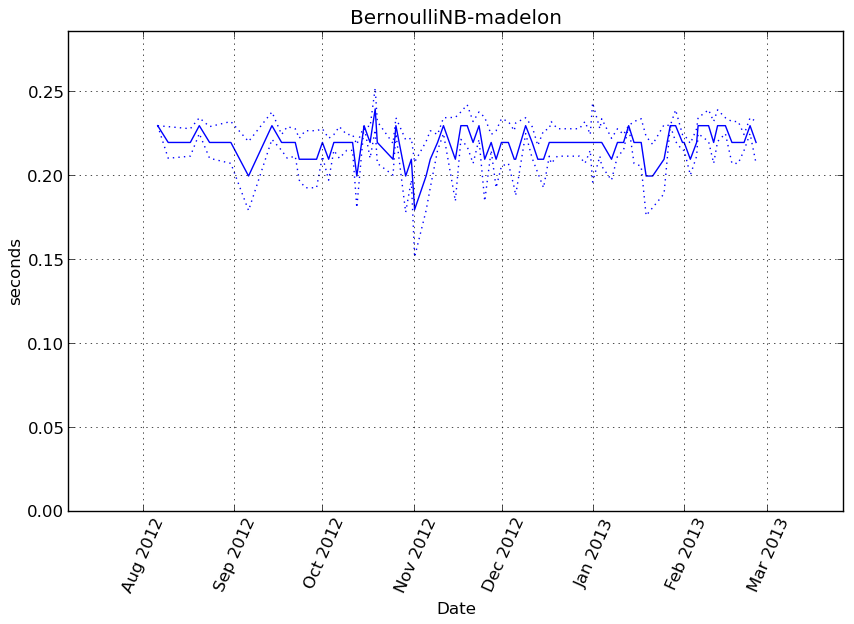 BernoulliNB-madelon
0.25
0.20
0.15
0.10
0.05
0.00
seconds
Aug 2012
Sep 2012
Oct 2012
Nov 2012
Dec 2012
Jan 2013
Feb 2013
Mar 2013
Date